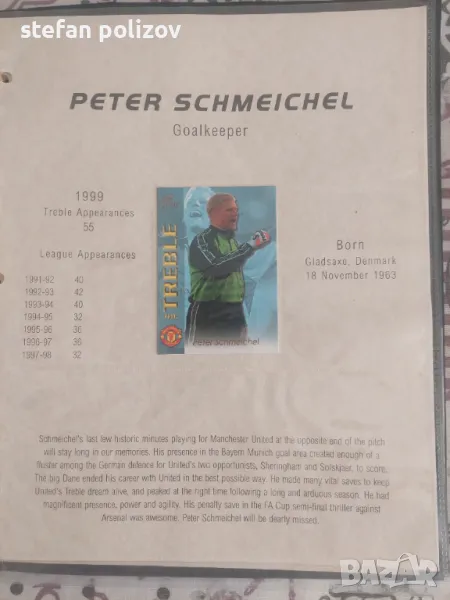 stefan polizov
PETER SCHMEICHEL
Goalkeeper
1999
Treble Appearances
55
League Appearances
1991-92 40
1992-93 42
1993-94 40
1994-95 32
1995-96 36
1996-97 36
1997-98 32
TREBLE
Peter Schmeichel
Born
Gladsaxe, Denmark
18 November 1963
Schmeichel's last few historic minutes playing for Manchester United at the opposite end of the pitch
will stay long in our memories. His presence in the Bayern Munich goal area created enough of a
fluster among the German defence for United's two opportunists, Sheringham and Solskjaer, to score.
The big Dane ended his career with United in the best possible way. He made many vital saves to keep
United's Treble dream alive, and peaked at the right time following a long and arduous season. He had
magnificent presence, power and agility. His penalty save in the FA Cup semi-final thriller against
Arsenal was awesome. Peter Schmeichel will be dearly missed.
BAZAR